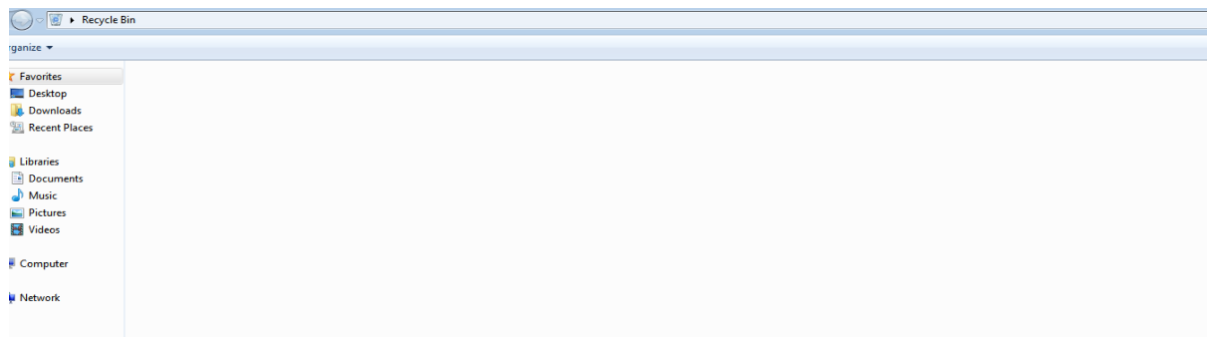 Recycle Bin
rganize
Favorites
Desktop
Downloads
Recent Places
Libraries
Documents
Music
Pictures
Videos
Computer
Network